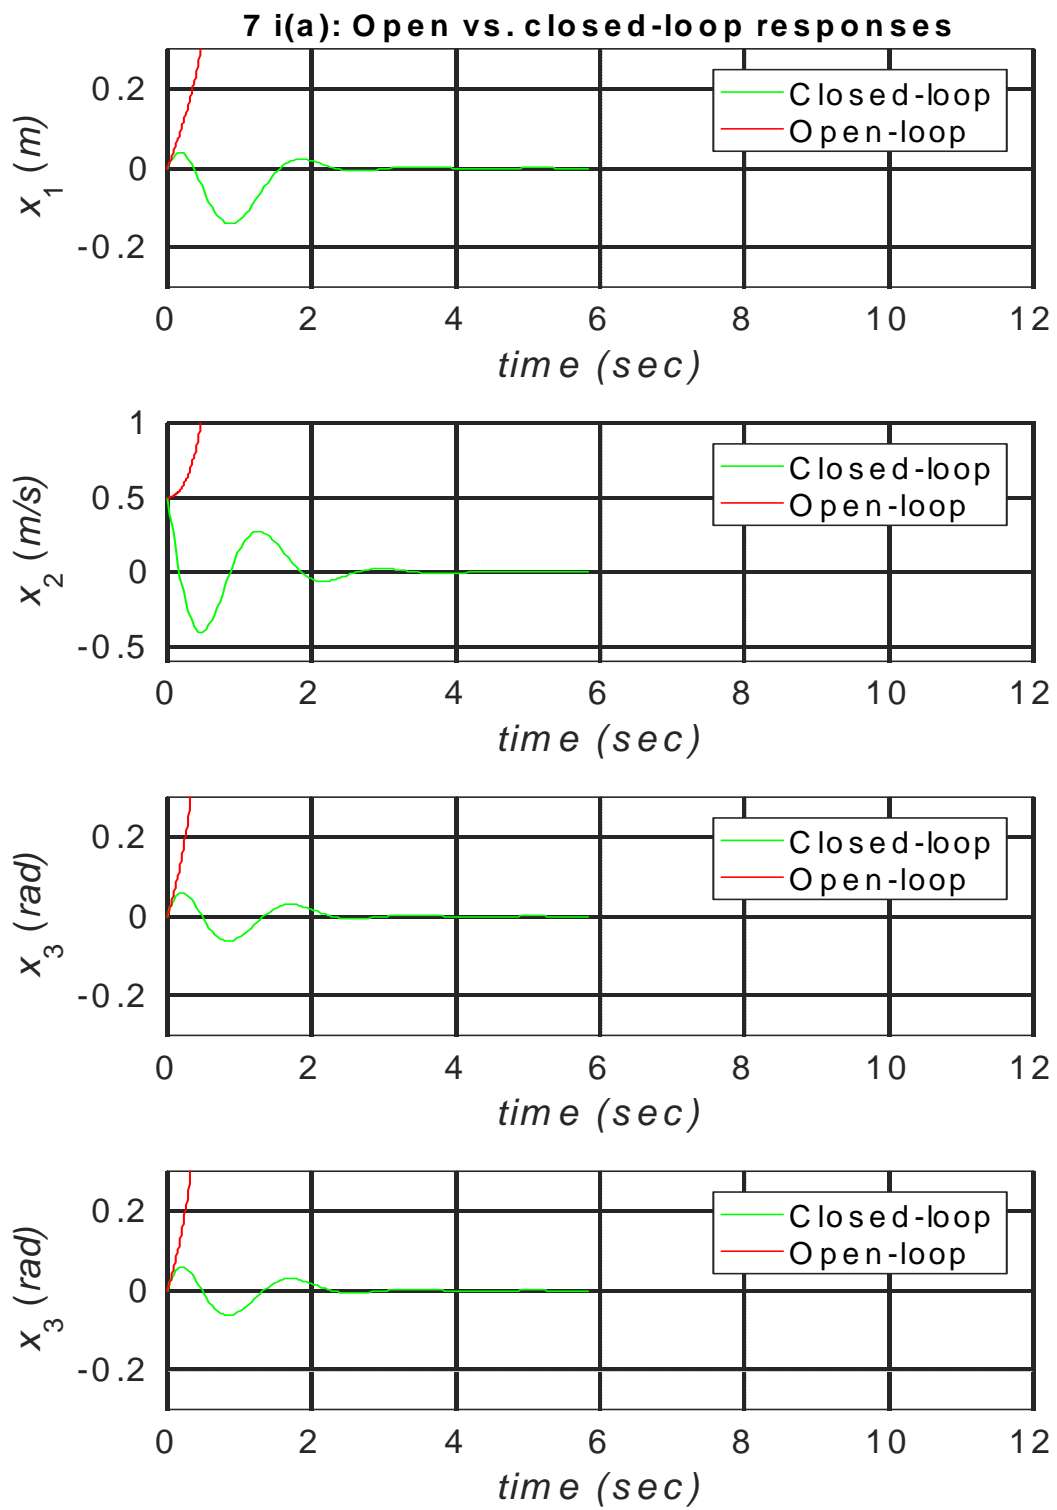 7 i(a): Open vs. closed-loop responses
0.2
0
-0.2
x_1 (m)
Closed-loop
Open-loop
0 2 4 6 8 10 12
time (sec)
1
0.5
0
-0.5
x_2 (m/s)
Closed-loop
Open-loop
0 2 4 6 8 10 12
time (sec)
0.2
0
-0.2
x_3 (rad)
Closed-loop
Open-loop
0 2 4 6 8 10 12
time (sec)
0.2
0
-0.2
x_3 (rad)
Closed-loop
Open-loop
0 2 4 6 8 10 12
time (sec)